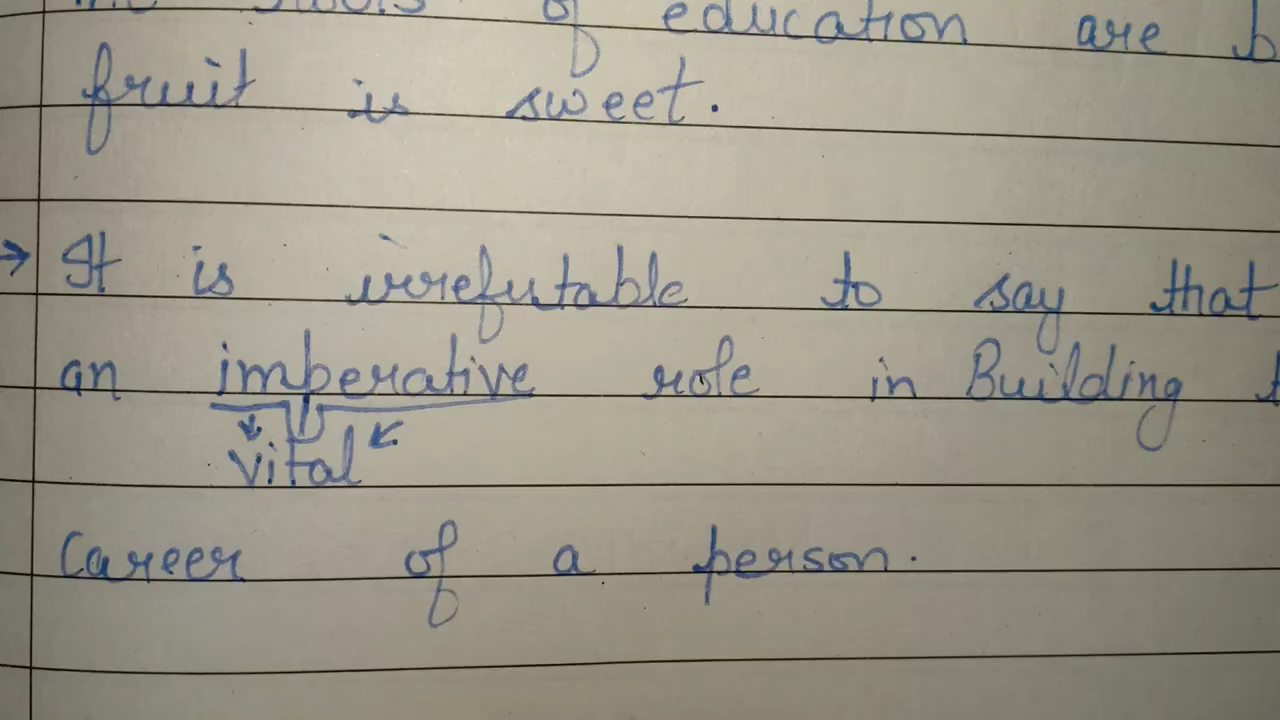 of education are
fruit is sweet.
→ It is irrefutable to say that
an imperative role in Building
vital
Career of a person.